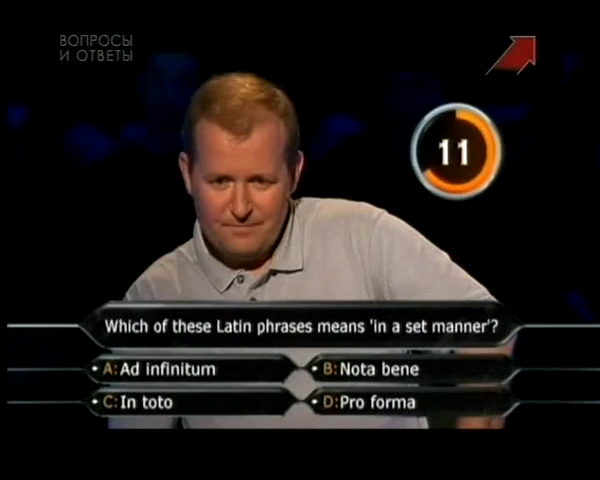 ВОПРОСЫ
И ОТВЕТЫ
11
Which of these Latin phrases means 'in a set manner'?
A: Ad infinitum
B: Nota bene
C: In toto
D: Pro forma